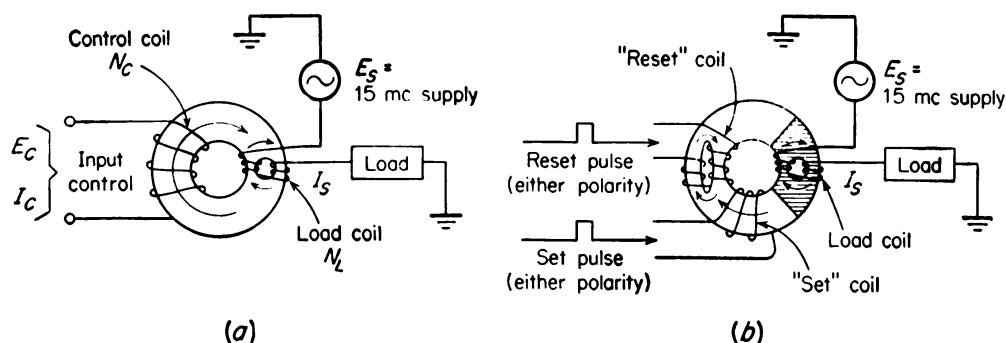 Control coil
N_C
E_S =
15 mc supply
E_C
I_C
Input
control
Load
I_S
Load coil
N_L
(a)
"Reset" coil
E_S =
15 mc supply
Reset pulse
(either polarity)
Load
I_S
Set pulse
(either polarity)
Load coil
"Set" coil
(b)